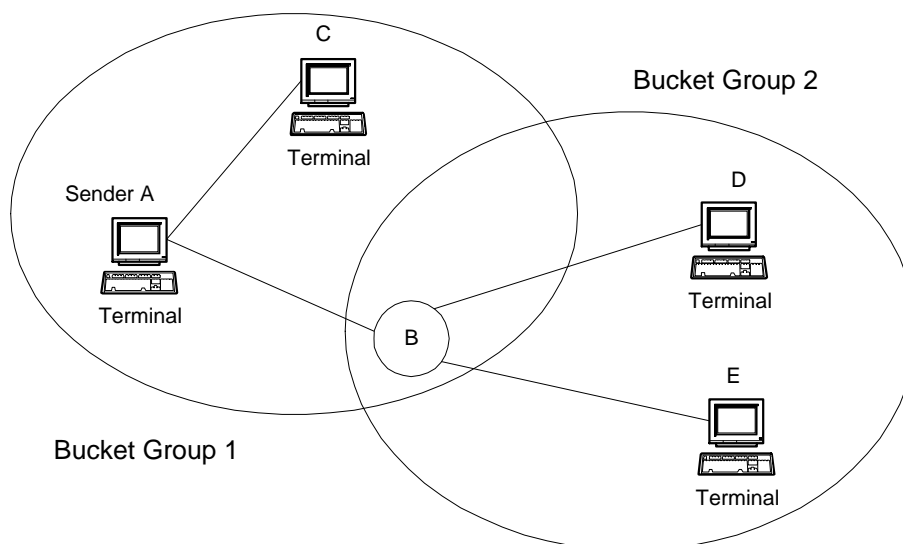 C
Bucket Group 2
Terminal
Sender A
D
Terminal
Terminal
B
E
Bucket Group 1
Terminal